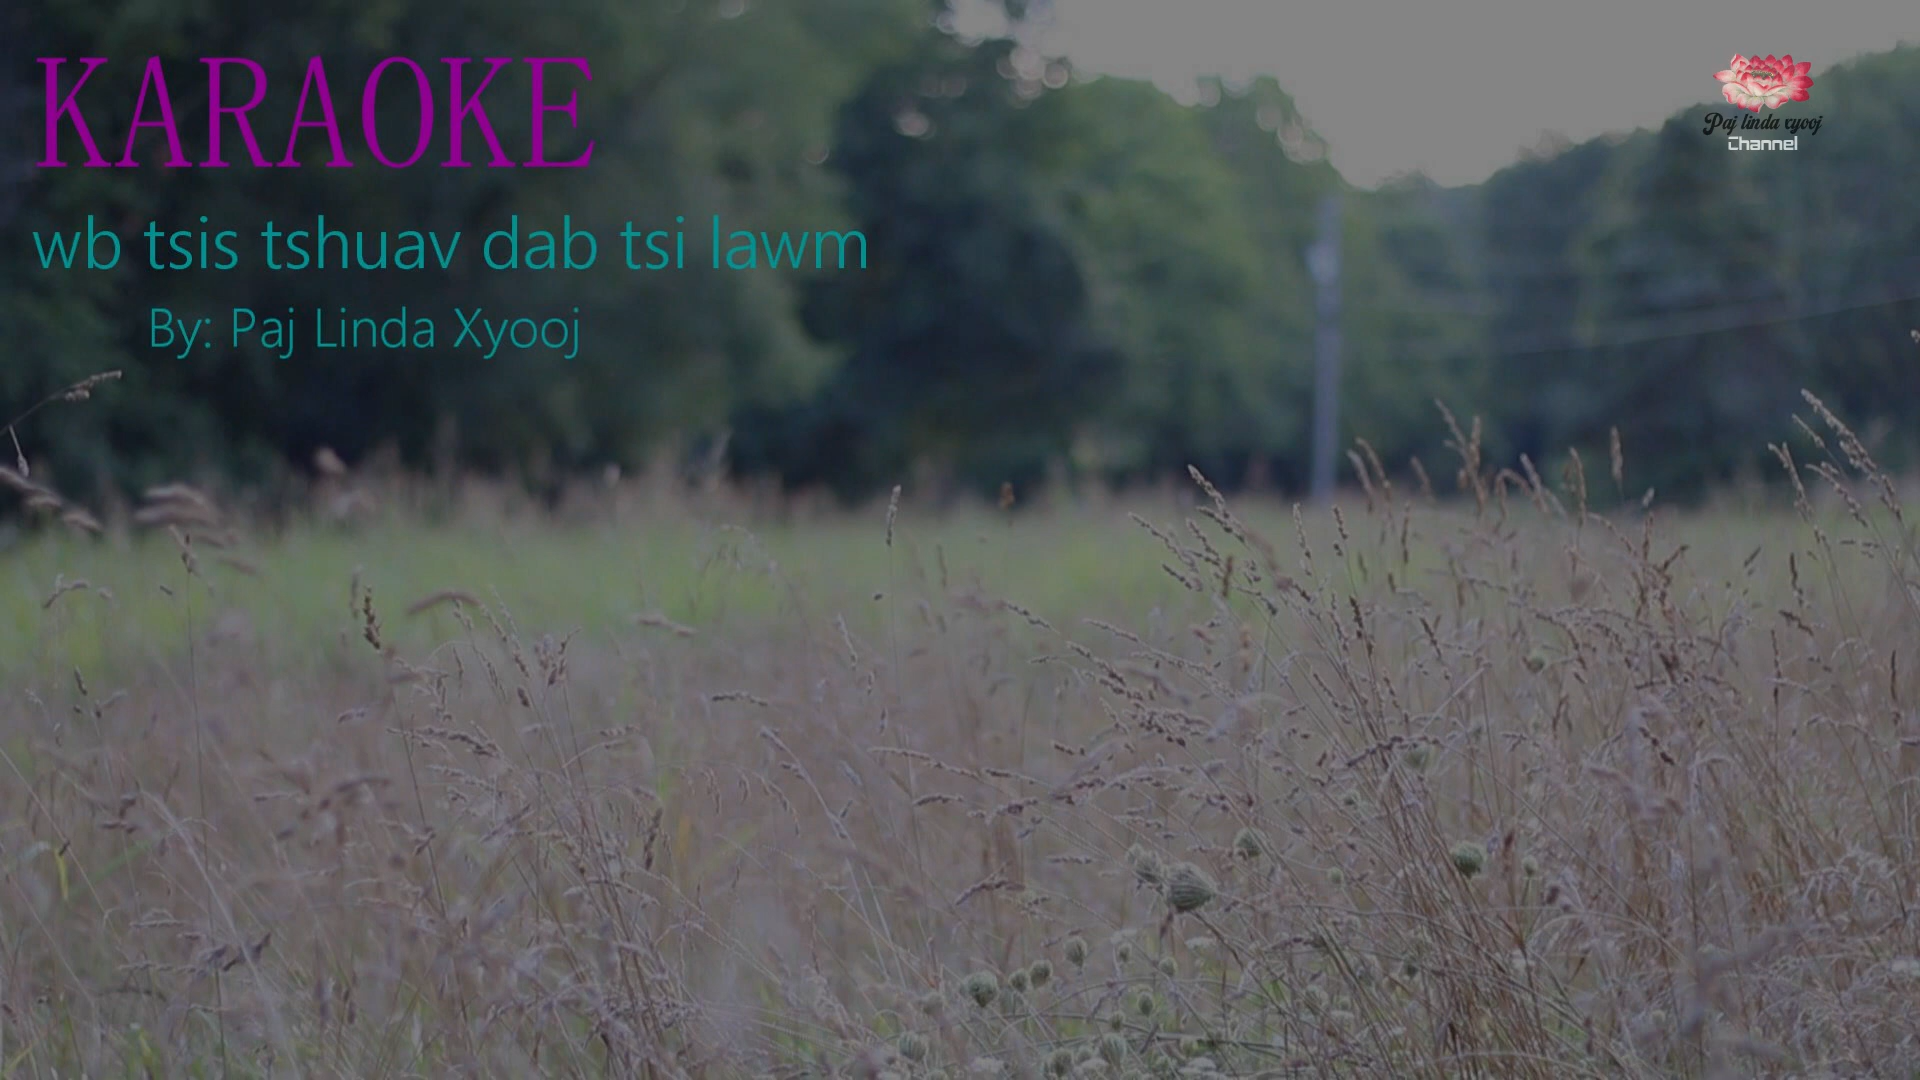 KARAOKE
wb tsis tshuav dab tsi lawm
By: Paj Linda Xyooj
Paj linda xyooj
Channel